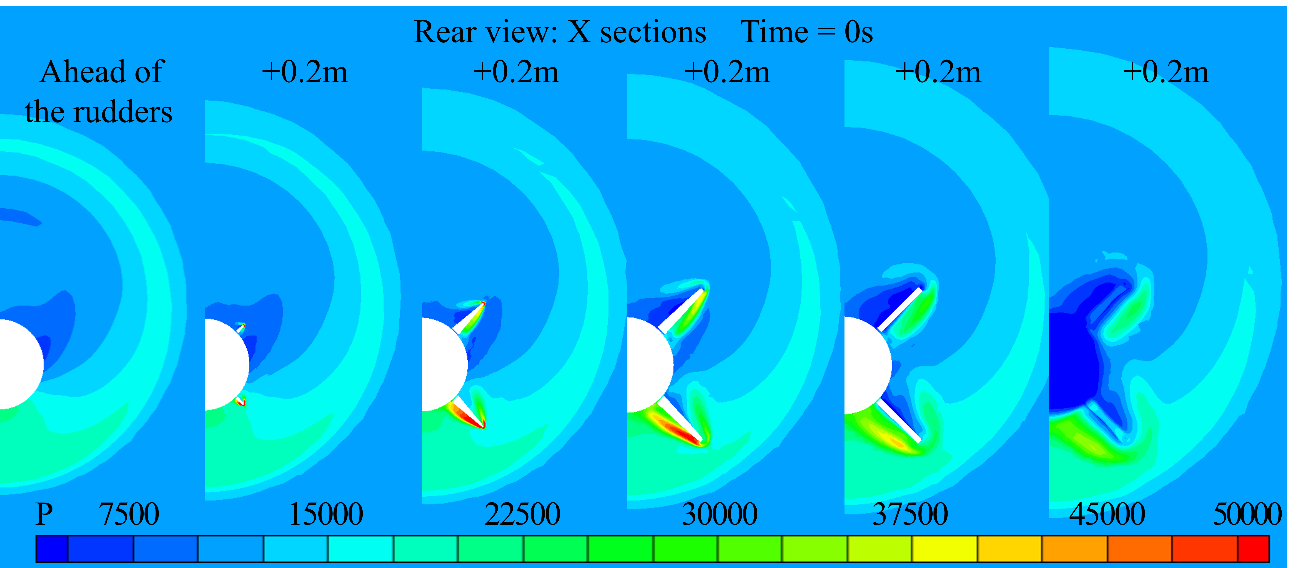 Rear view: X sections Time = 0s
Ahead of
the rudders
+0.2m
+0.2m
+0.2m
+0.2m
+0.2m
P 7500 15000 22500 30000 37500 45000 50000